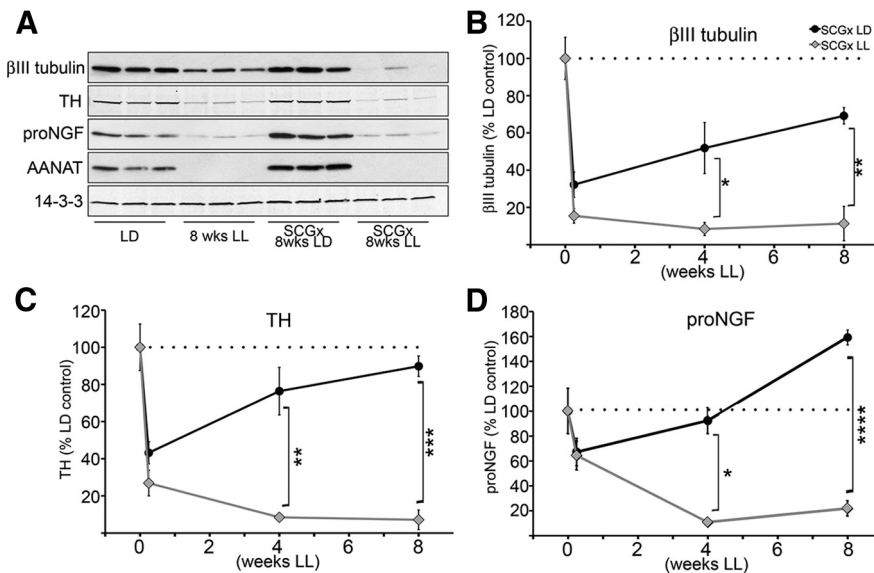 A
βIII tubulin
TH
proNGF
AANAT
14-3-3
LD
8 wks LL
SCGx
8wks LD
SCGx
8wks LL
B
βIII tubulin
SCGx LD
SCGx LL
βIII tubulin (% LD control)
120
100
80
60
40
20
0 2 4 6 8
(weeks LL)
*
**
C
TH
TH (% LD control)
120
100
80
60
40
20
0 2 4 6 8
(weeks LL)
**
***
D
proNGF
proNGF (% LD control)
180
160
140
120
100
80
60
40
20
0 2 4 6 8
(weeks LL)
*
****